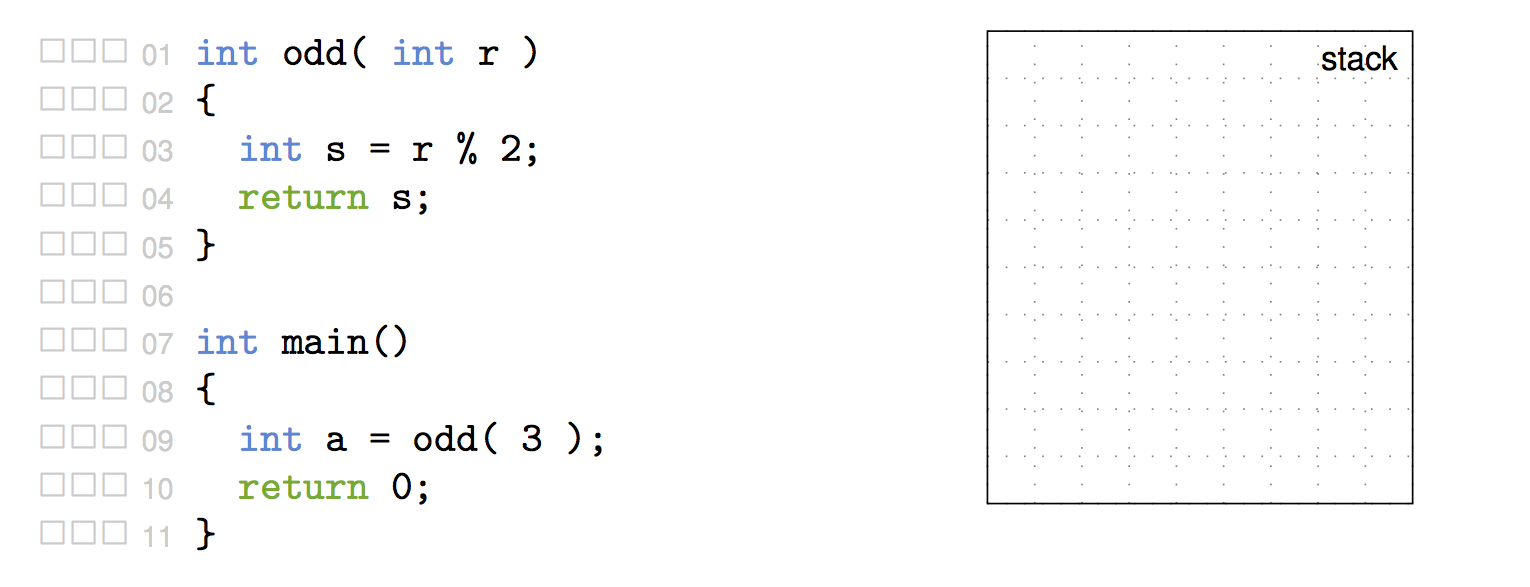 □□□ 01 int odd( int r )
□□□ 02 {
□□□ 03   int s = r % 2;
□□□ 04   return s;
□□□ 05 }
□□□ 06
□□□ 07 int main()
□□□ 08 {
□□□ 09   int a = odd( 3 );
□□□ 10   return 0;
□□□ 11 }
stack